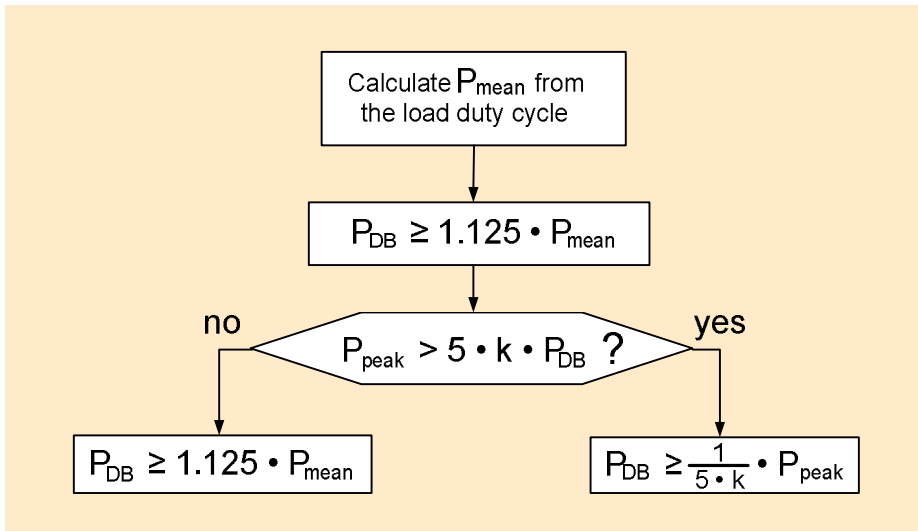 Calculate Pmean from
the load duty cycle
PDB ≥ 1.125 • Pmean
no
yes
Ppeak > 5 • k • PDB ?
PDB ≥ 1.125 • Pmean
PDB ≥ 1/5 • k • Ppeak